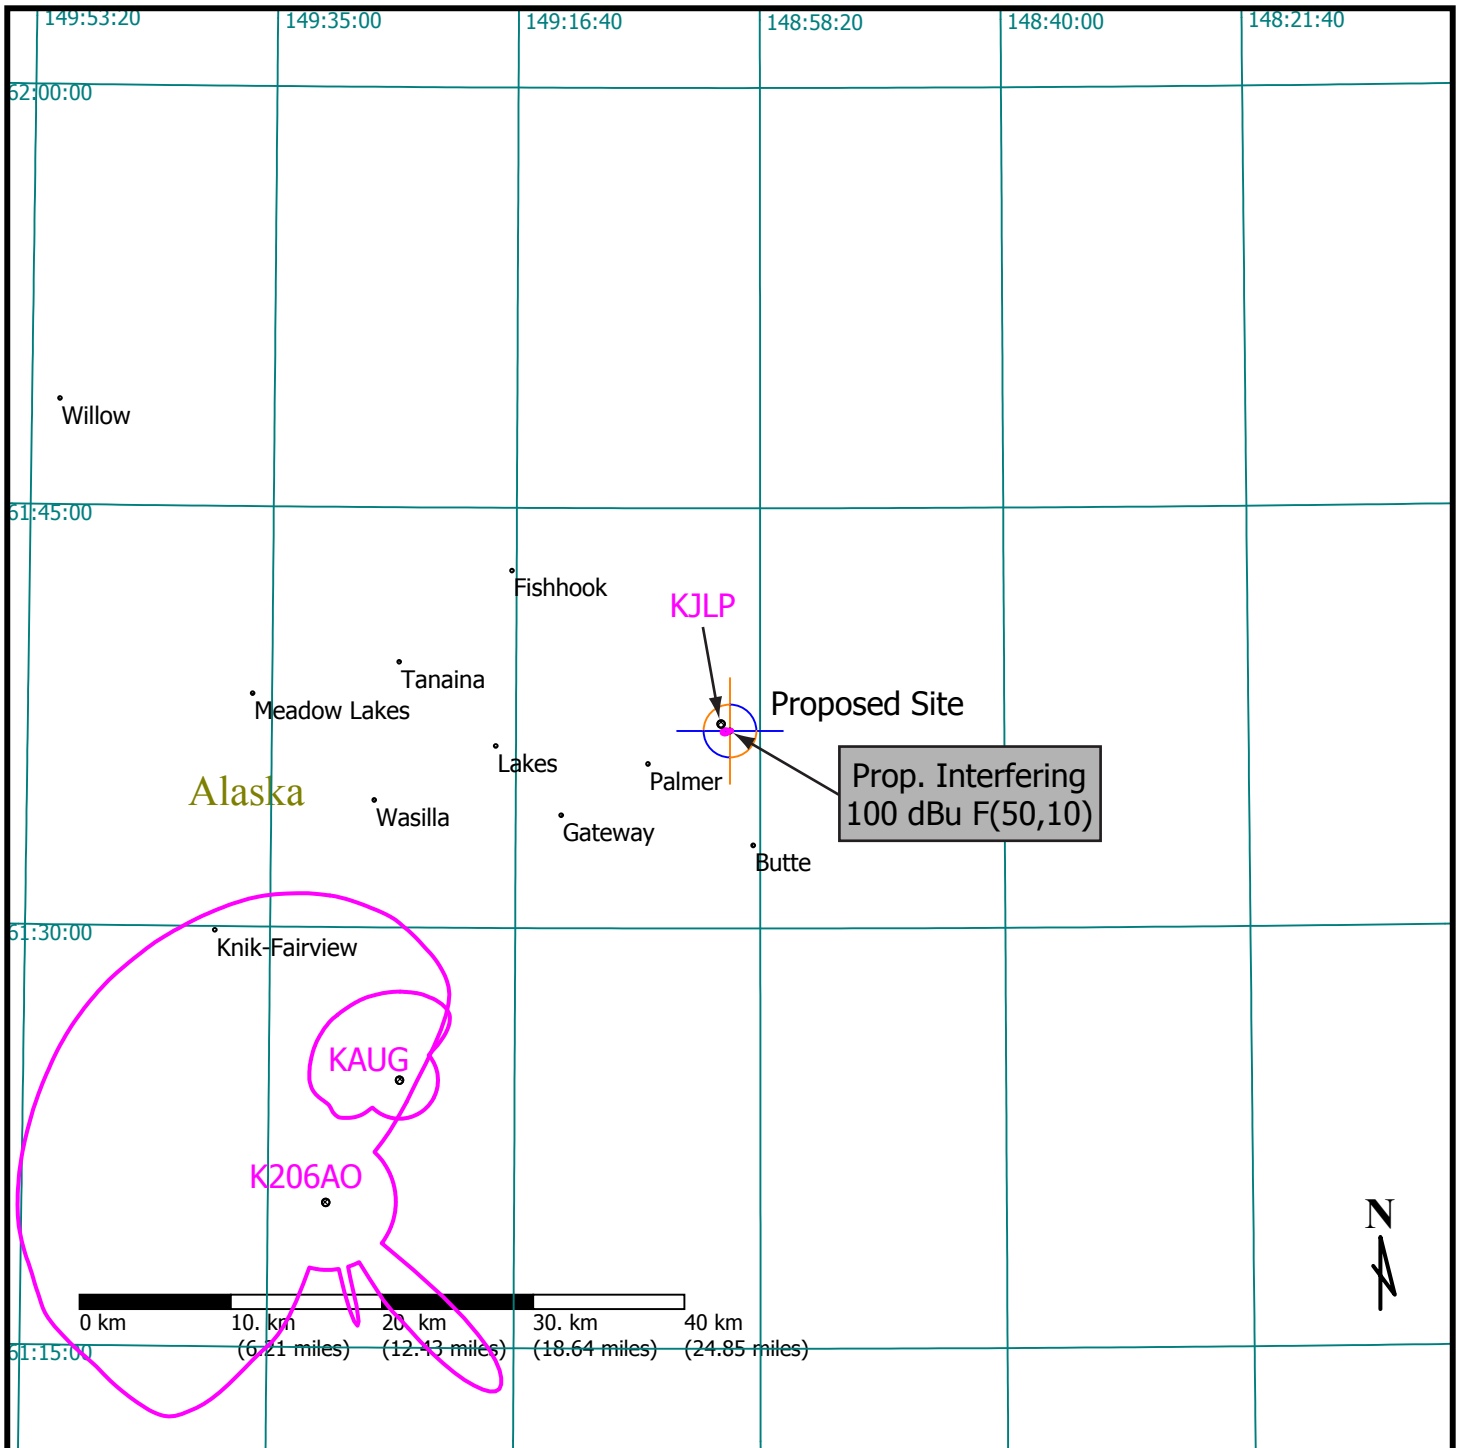 149:53:20
149:35:00
149:16:40
148:58:20
148:40:00
148:21:40
62:00:00
Willow
61:45:00
Fishhook
KJLP
Tanaina
Meadow Lakes
Proposed Site
Lakes
Palmer
Prop. Interfering
100 dBu F(50,10)
Alaska
Wasilla
Gateway
Butte
61:30:00
Knik-Fairview
KAUG
K206AO
N
0 km
10. km
20. km
30. km
40 km
(6.21 miles)
(12.43 miles)
(18.64 miles)
(24.85 miles)
61:15:00